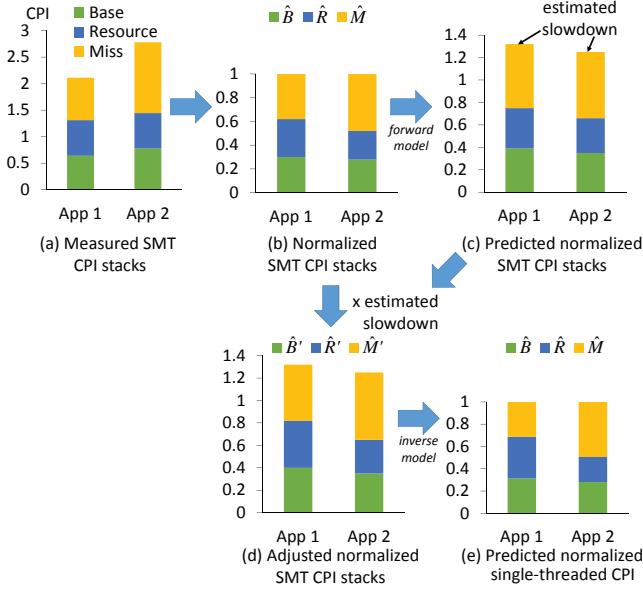 CPI
Base
Resource
Miss
3
2.5
2
1.5
1
0.5
0
App 1 App 2
(a) Measured SMT
CPI stacks
B̂ R̂ M̂
1
0.8
0.6
0.4
0.2
0
App 1 App 2
(b) Normalized
SMT CPI stacks
forward
model
estimated
slowdown
1.4
1.2
1
0.8
0.6
0.4
0.2
0
App 1 App 2
(c) Predicted normalized
SMT CPI stacks
x estimated
slowdown
B̂' R̂' M̂'
1.4
1.2
1
0.8
0.6
0.4
0.2
0
App 1 App 2
(d) Adjusted normalized
SMT CPI stacks
inverse
model
B̂ R̂ M̂
1
0.8
0.6
0.4
0.2
0
App 1 App 2
(e) Predicted normalized
single-threaded CPI